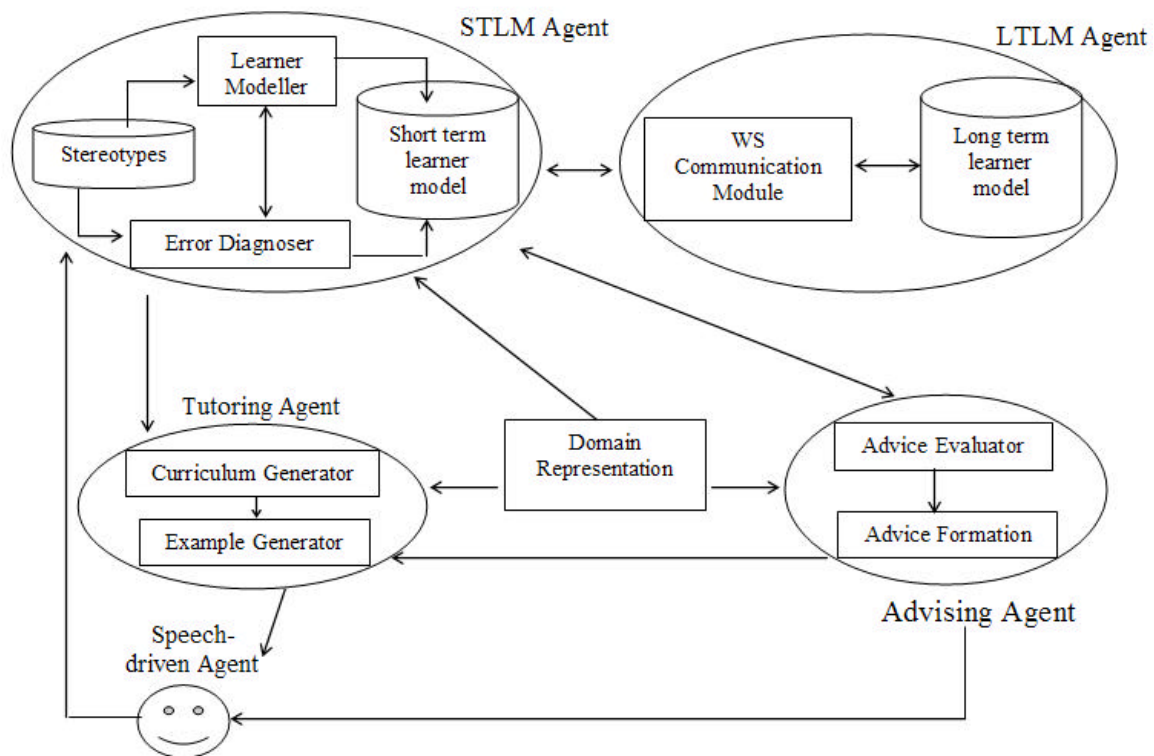 STLM Agent
LTLM Agent
Learner
Modeller
Stereotypes
Short term
learner
model
Error Diagnoser
WS
Communication
Module
Long term
learner
model
Tutoring Agent
Curriculum Generator
Example Generator
Domain
Representation
Advice Evaluator
Advice Formation
Advising Agent
Speech-
driven Agent